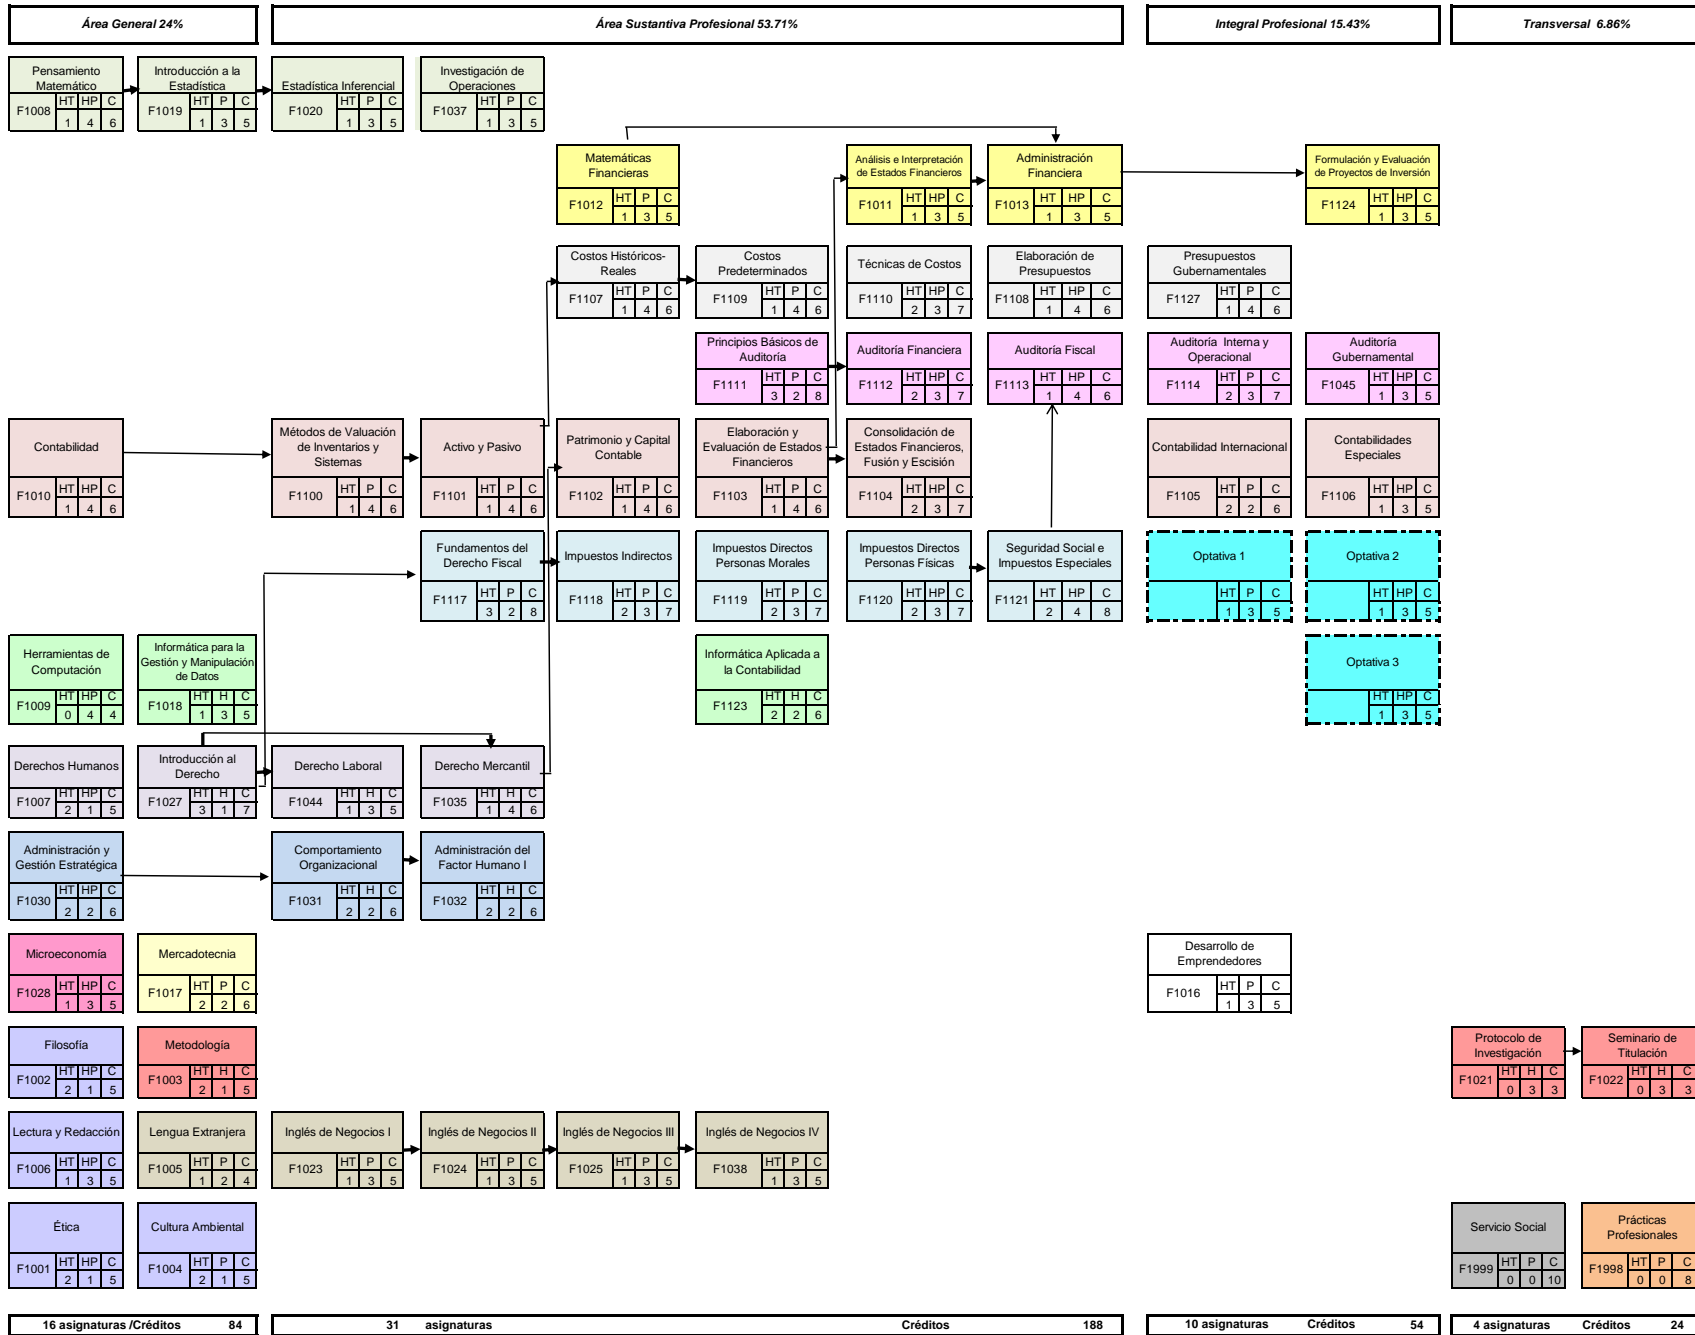 Área General 24%
Área Sustantiva Profesional 53.71%
Integral Profesional 15.43%
Transversal 6.86%
Pensamiento
Matemático
F1008
HT HP C
1 4 6
Introducción a la
Estadística
F1019
HT P C
1 3 5
Estadística Inferencial
F1020
HT P C
1 3 5
Investigación de
Operaciones
F1037
HT P C
1 3 5
Matemáticas
Financieras
F1012
HT P C
1 3 5
Análisis e Interpretación
de Estados Financieros
F1011
HT HP C
1 3 5
Administración
Financiera
F1013
HT HP C
1 3 5
Formulación y Evaluación
de Proyectos de Inversión
F1124
HT HP C
1 3 5
Costos Históricos-
Reales
F1107
HT P C
1 4 6
Costos
Predeterminados
F1109
HT P C
1 4 6
Técnicas de Costos
F1110
HT HP C
2 3 7
Elaboración de
Presupuestos
F1108
HT HP C
1 4 6
Presupuestos
Gubernamentales
F1127
HT P C
1 4 6
Principios Básicos de
Auditoría
F1111
HT P C
3 2 8
Auditoría Financiera
F1112
HT HP C
2 3 7
Auditoría Fiscal
F1113
HT HP C
1 4 6
Auditoría Interna y
Operacional
F1114
HT P C
2 3 7
Auditoría
Gubernamental
F1045
HT HP C
1 3 5
Contabilidad
F1010
HT HP C
1 4 6
Métodos de Valuación
de Inventarios y
Sistemas
F1100
HT P C
1 4 6
Activo y Pasivo
F1101
HT P C
1 4 6
Patrimonio y Capital
Contable
F1102
HT P C
1 4 6
Elaboración y
Evaluación de Estados
Financieros
F1103
HT P C
1 4 6
Consolidación de
Estados Financieros,
Fusión y Escisión
F1104
HT HP C
2 3 7
Contabilidad Internacional
F1105
HT P C
2 2 6
Contabilidades
Especiales
F1106
HT HP C
1 3 5
Fundamentos del
Derecho Fiscal
F1117
HT P C
3 2 8
Impuestos Indirectos
F1118
HT P C
2 3 7
Impuestos Directos
Personas Morales
F1119
HT P C
2 3 7
Impuestos Directos
Personas Físicas
F1120
HT HP C
2 3 7
Seguridad Social e
Impuestos Especiales
F1121
HT HP C
2 4 8
Optativa 1
HT P C
1 3 5
Optativa 2
HT HP C
1 3 5
Herramientas de
Computación
F1009
HT HP C
0 4 4
Informática para la
Gestión y Manipulación
de Datos
F1018
HT H C
1 3 5
Informática Aplicada a
la Contabilidad
F1123
HT H C
2 2 6
Optativa 3
HT HP C
1 3 5
Derechos Humanos
F1007
HT HP C
2 1 5
Introducción al
Derecho
F1027
HT H C
3 1 7
Derecho Laboral
F1044
HT H C
1 3 5
Derecho Mercantil
F1035
HT H C
1 4 6
Administración y
Gestión Estratégica
F1030
HT HP C
2 2 6
Comportamiento
Organizacional
F1031
HT H C
2 2 6
Administración del
Factor Humano I
F1032
HT H C
2 2 6
Microeconomía
F1028
HT HP C
1 3 5
Mercadotecnia
F1017
HT P C
2 2 6
Desarrollo de
Emprendedores
F1016
HT P C
1 3 5
Filosofía
F1002
HT HP C
2 1 5
Metodología
F1003
HT H C
2 1 5
Protocolo de
Investigación
F1021
HT H C
0 3 3
Seminario de
Titulación
F1022
HT H C
0 3 3
Lectura y Redacción
F1006
HT HP C
1 3 5
Lengua Extranjera
F1005
HT P C
1 2 4
Inglés de Negocios I
F1023
HT P C
1 3 5
Inglés de Negocios II
F1024
HT P C
1 3 5
Inglés de Negocios III
F1025
HT P C
1 3 5
Inglés de Negocios IV
F1038
HT P C
1 3 5
Ética
F1001
HT HP C
2 1 5
Cultura Ambiental
F1004
HT P C
2 1 5
Servicio Social
F1999
HT P C
0 0 10
Prácticas
Profesionales
F1998
HT P C
0 0 8
16 asignaturas /Créditos 84
31 asignaturas Créditos 188
10 asignaturas Créditos 54
4 asignaturas Créditos 24